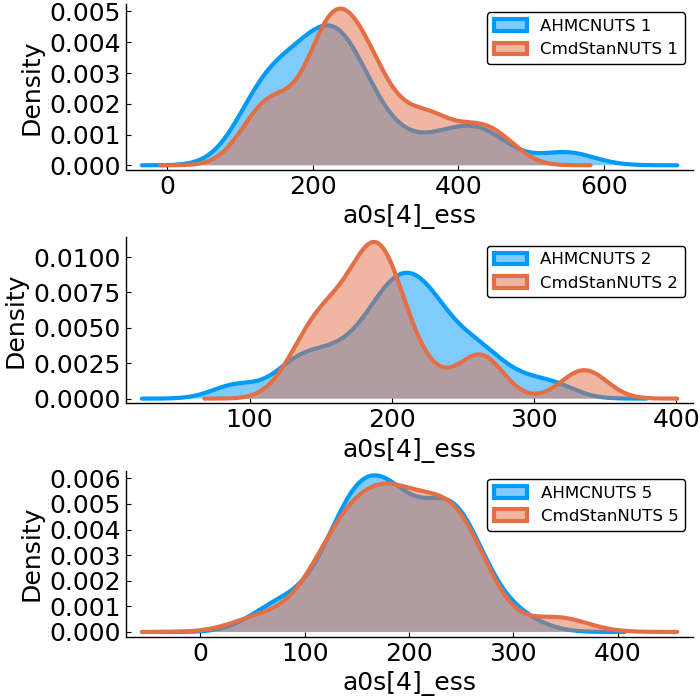 0.005
0.004
0.003
0.002
0.001
0.000
Density
AHMCNUTS 1
CmdStanNUTS 1
0 200 400 600
a0s[4]_ess
0.0100
0.0075
0.0050
0.0025
0.0000
Density
AHMCNUTS 2
CmdStanNUTS 2
100 200 300 400
a0s[4]_ess
0.006
0.005
0.004
0.003
0.002
0.001
0.000
Density
AHMCNUTS 5
CmdStanNUTS 5
0 100 200 300 400
a0s[4]_ess